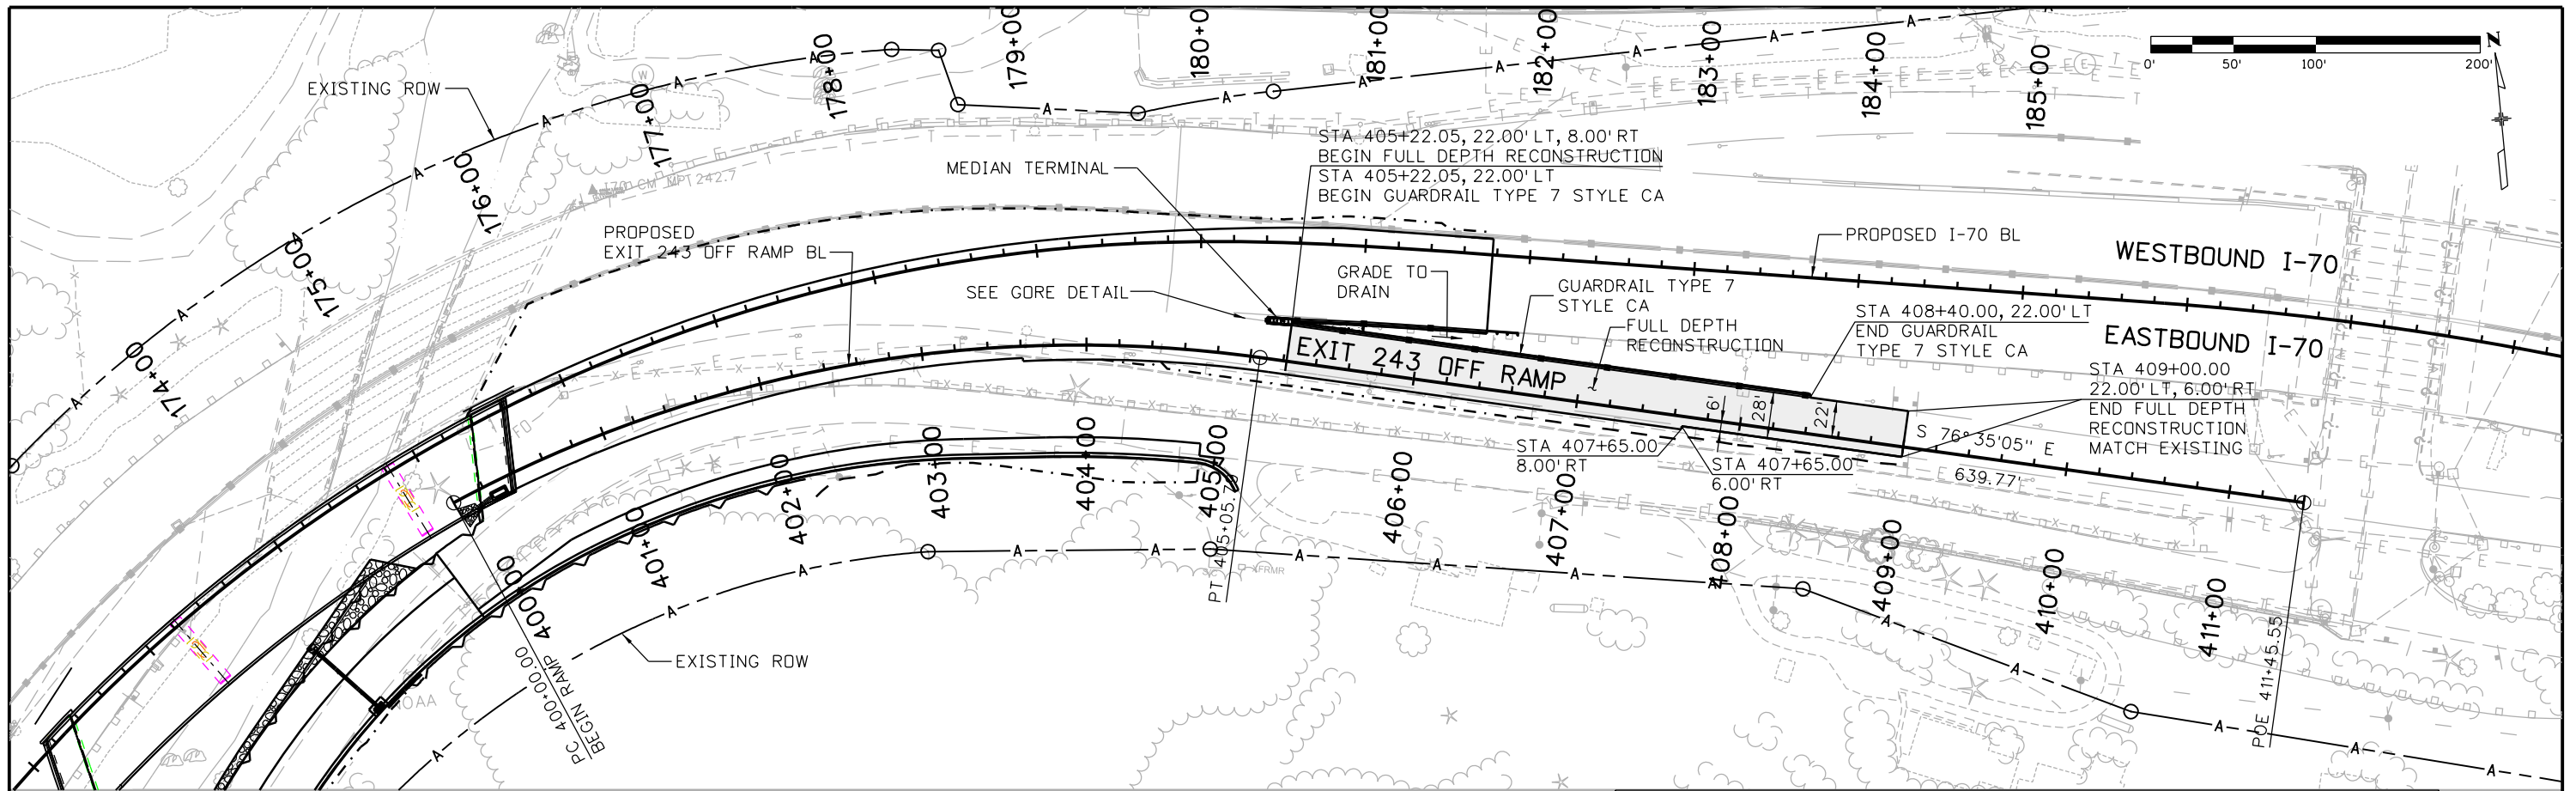 EXISTING ROW
174+00
175+00
176+00
177+00
178+00
179+00
180+0
181+00
182+00
183+00
184+00
185+00
0'
50'
100'
200'
N
W
I70 CM MP 242.7
MEDIAN TERMINAL
STA 405+22.05, 22.00' LT, 8.00' RT
BEGIN FULL DEPTH RECONSTRUCTION
STA 405+22.05, 22.00' LT
BEGIN GUARDRAIL TYPE 7 STYLE CA
PROPOSED
EXIT 243 OFF RAMP BL
SEE GORE DETAIL
GRADE TO
DRAIN
GUARDRAIL TYPE 7
STYLE CA
FULL DEPTH
RECONSTRUCTION
PROPOSED I-70 BL
WESTBOUND I-70
EASTBOUND I-70
STA 408+40.00, 22.00' LT
END GUARDRAIL
TYPE 7 STYLE CA
STA 409+00.00
22.00' LT, 6.00' RT
END FULL DEPTH
RECONSTRUCTION
MATCH EXISTING
EXIT 243 OFF RAMP
6'
28'
22'
S 76° 35'05" E
639.77'
STA 407+65.00
8.00' RT
STA 407+65.00
6.00' RT
400+00
401+00
402+00
403+00
404+00
405+00
406+00
407+00
408+00
409+00
410+00
411+00
PC 400+00.00
BEGIN RAMP
PT 405+05.7
POE 411+45.55
EXISTING ROW
XFRMR